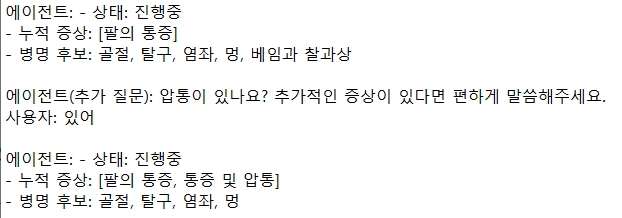 에이전트: - 상태: 진행중
- 누적 증상: [팔의 통증]
- 병명 후보: 골절, 탈구, 염좌, 멍, 베임과 찰과상
에이전트(추가 질문): 압통이 있나요? 추가적인 증상이 있다면 편하게 말씀해주세요.
사용자: 있어
에이전트: - 상태: 진행중
- 누적 증상: [팔의 통증, 통증 및 압통]
- 병명 후보: 골절, 탈구, 염좌, 멍